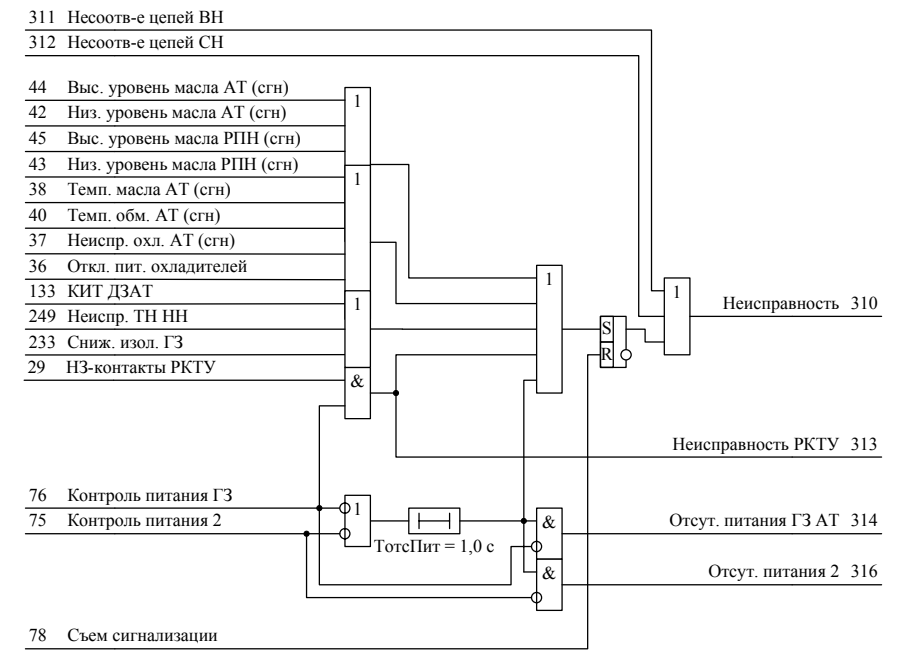 311 Несоотв-е цепей ВН
312 Несоотв-е цепей СН
44 Выс. уровень масла АТ (сгн)
1
42 Низ. уровень масла АТ (сгн)
45 Выс. уровень масла РПН (сгн)
43 Низ. уровень масла РПН (сгн)
1
38 Темп. масла АТ (сгн)
40 Темп. обм. АТ (сгн)
37 Неиспр. охл. АТ (сгн)
36 Откл. пит. охладителей
1
133 КИТ ДЗАТ
1
1
Неисправность 310
249 Неиспр. ТН НН
S
233 Сниж. изол. ГЗ
R
29 НЗ-контакты РКТУ
&
Неисправность РКТУ 313
76 Контроль питания ГЗ
1
75 Контроль питания 2
&
Отсут. питания ГЗ АТ 314
ТотсПит = 1,0 с
&
Отсут. питания 2 316
78 Съем сигнализации